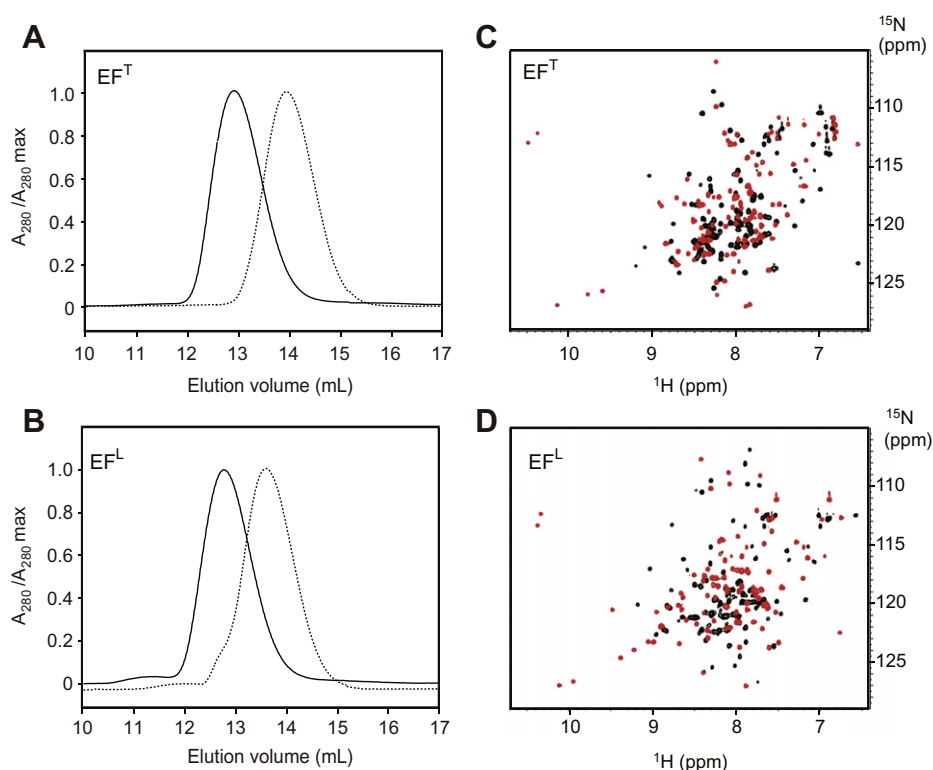 A
EF^T
A280 /A280 max
1.0
0.8
0.6
0.4
0.2
0
10 11 12 13 14 15 16 17
Elution volume (mL)
C
EF^T
15N
(ppm)
110
115
120
125
10 9 8 7
1H (ppm)
B
EF^L
A280 /A280 max
1.0
0.8
0.6
0.4
0.2
0
10 11 12 13 14 15 16 17
Elution volume (mL)
D
EF^L
15N
(ppm)
110
115
120
125
10 9 8 7
1H (ppm)